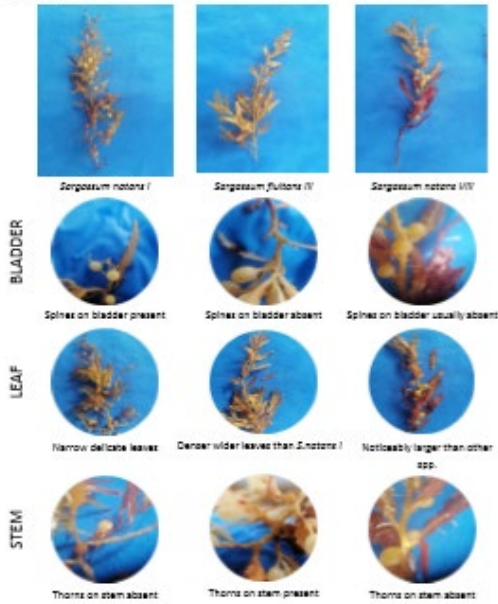 Sargassum natans I
Sargassum fluitans III
Sargassum natans VIII
BLADDER
Spines on bladder present
Spines on bladder absent
Spines on bladder usually absent
LEAF
Narrow delicate leaves
Denser wider leaves than S.natans I
Noticeably larger than other
spp.
STEM
Thorns on stem absent
Thorns on stem present
Thorns on stem absent